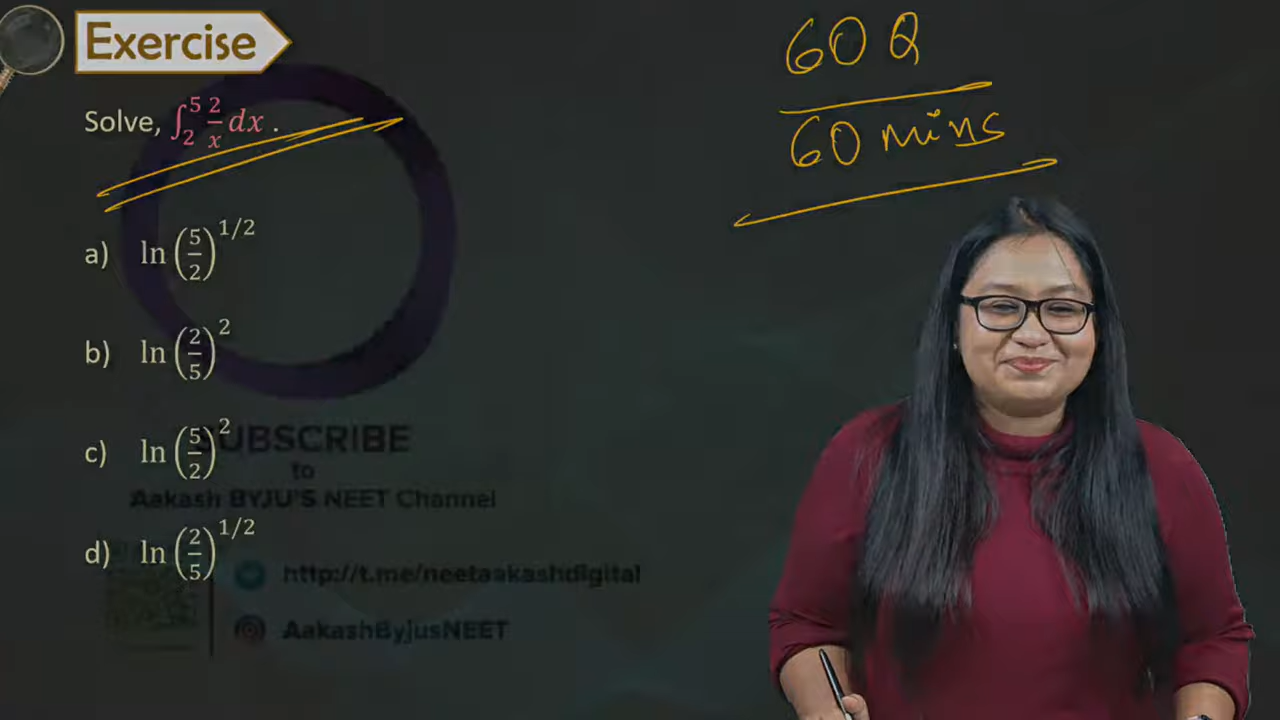 Exercise
60 Q
60 mins
Solve, ∫₂⁵ 2/x dx .
a) ln (5/2)^1/2
b) ln (2/5)^2
c) ln (5/2)^2
d) ln (2/5)^1/2
SUBSCRIBE
to
Aakash BYJU'S NEET Channel
http://t.me/neetaakashdigital
AakashByjusNEET